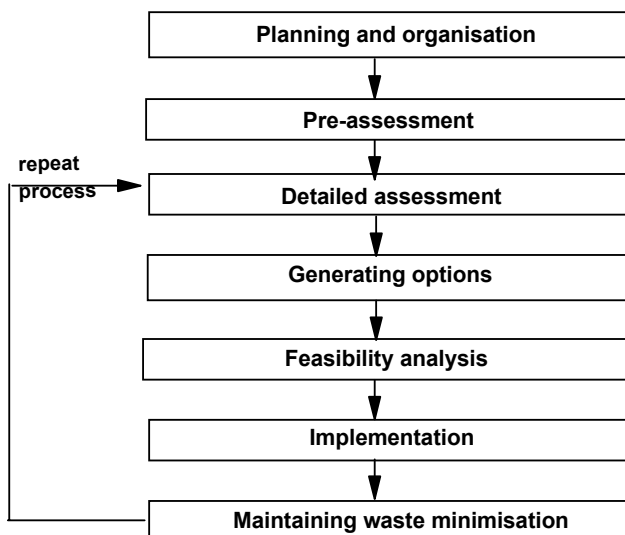 Planning and organisation
Pre-assessment
repeat
process
Detailed assessment
Generating options
Feasibility analysis
Implementation
Maintaining waste minimisation